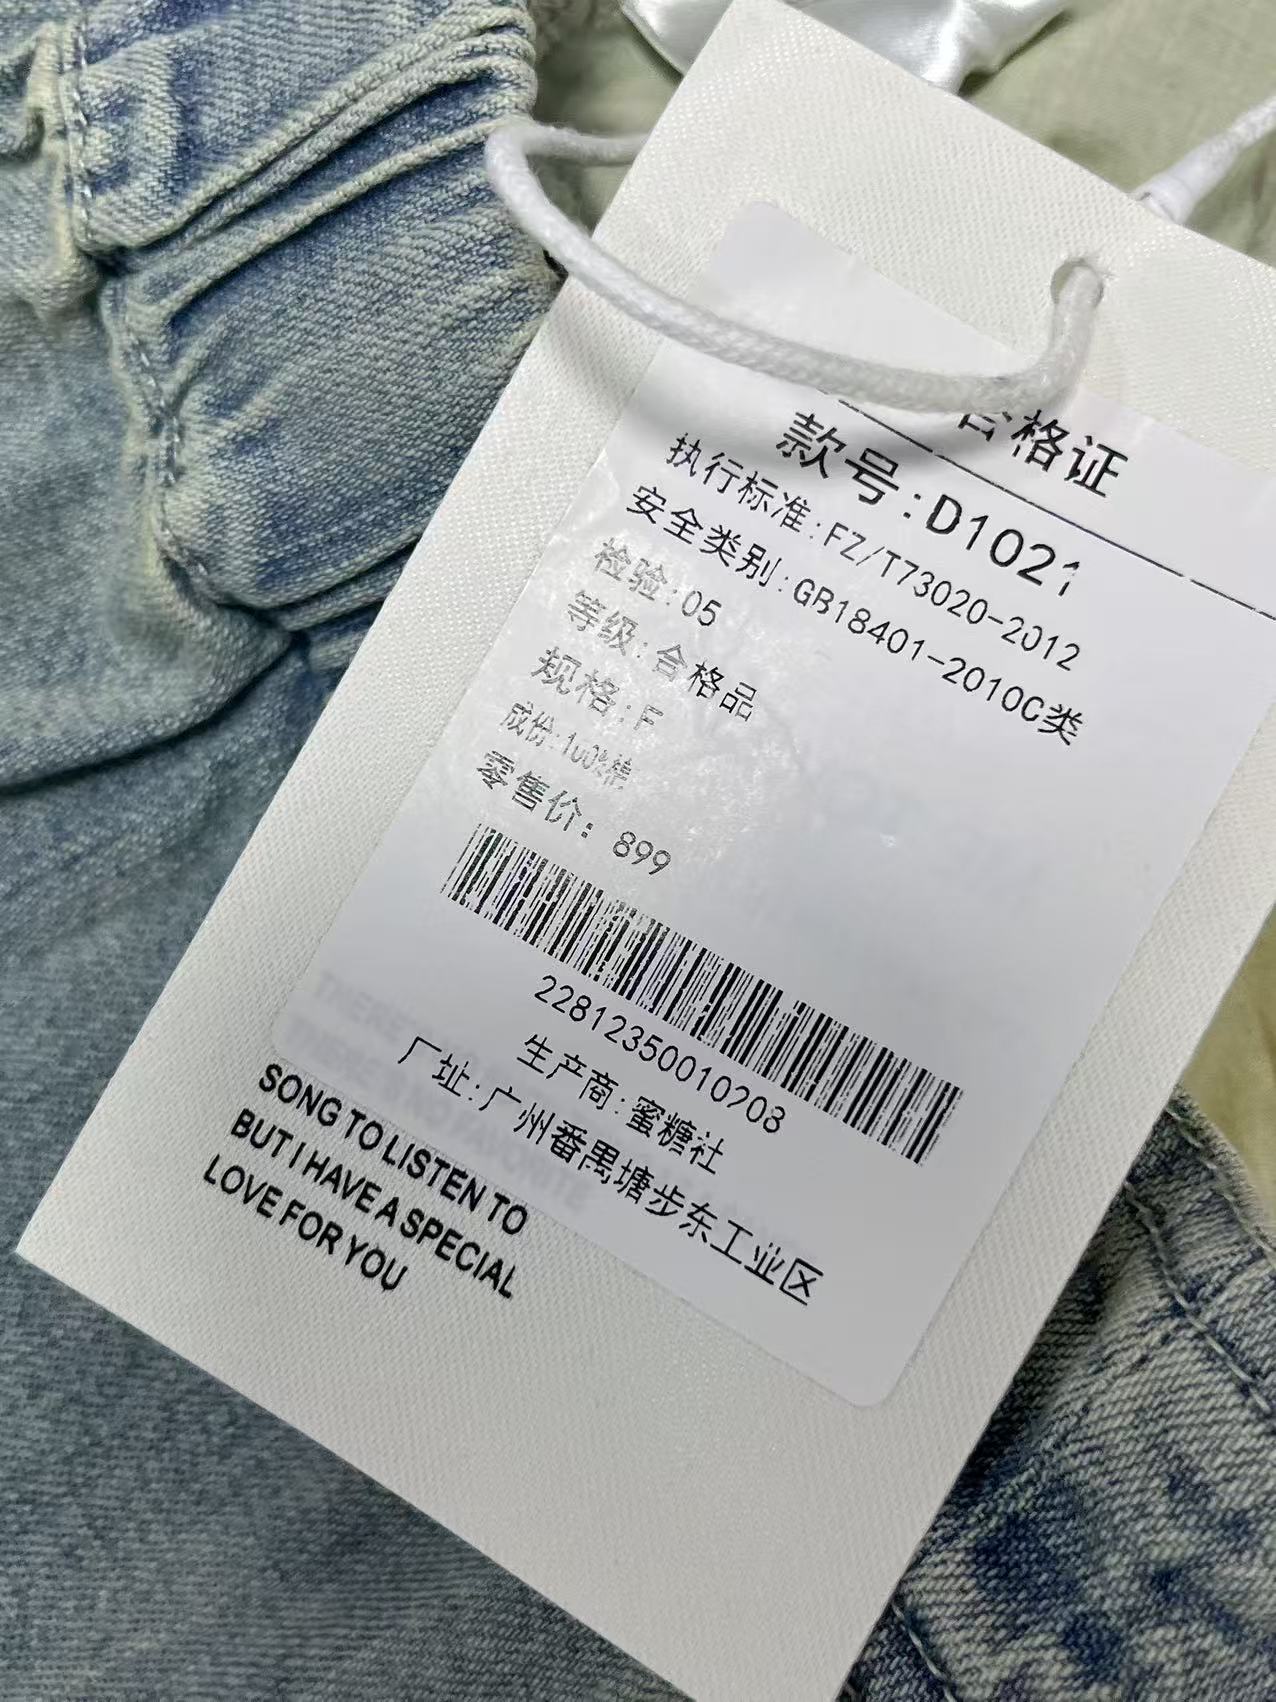 合格证
款号:D1021
执行标准:FZ/T73020-2012
安全类别:GB18401-2010C类
检验:05
等级:合格品
规格:F
成份:100%棉
零售价: 899
22812350010208
生产商:蜜糖社
厂址:广州番禺塘步东工业区
SONG TO LISTEN TO
BUT I HAVE A SPECIAL
LOVE FOR YOU